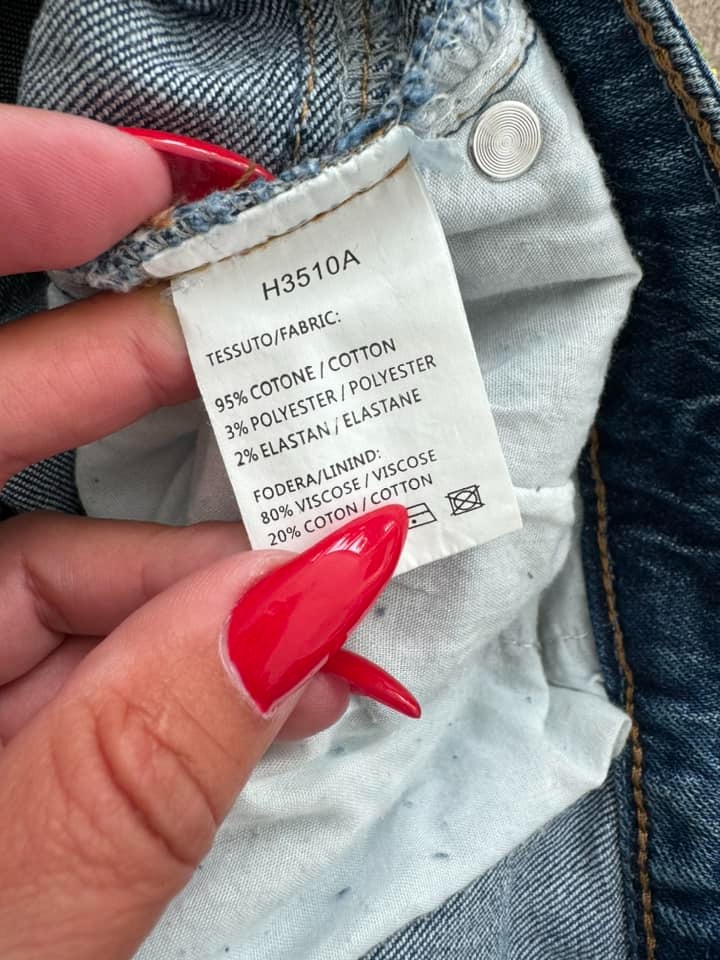 H3510A
TESSUTO/FABRIC:
95% COTONE / COTTON
3% POLYESTER / POLYESTER
2% ELASTAN / ELASTANE
FODERA/LININD:
80% VISCOSE / VISCOSE
20% COTON / COTTON